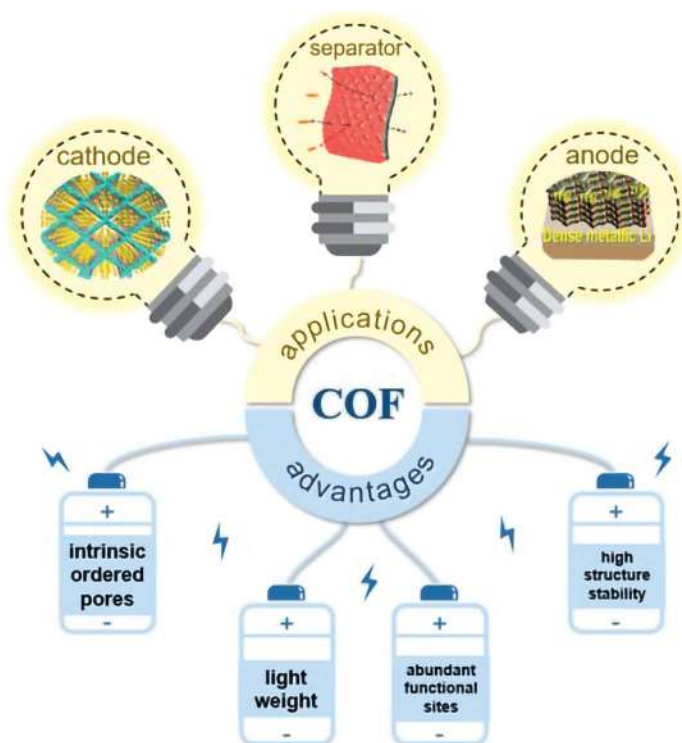 separator
cathode
anode
Dense metallic Li
applications
COF
advantages
+
intrinsic
ordered
pores
-
+
light
weight
-
+
abundant
functional
sites
-
+
high
structure
stability
-